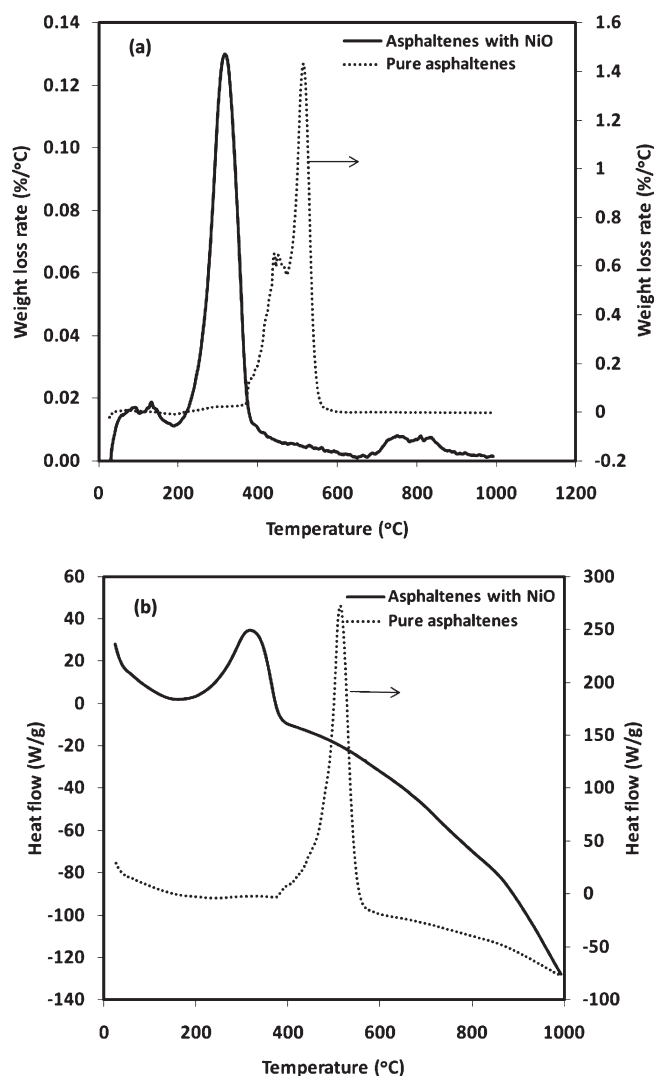 (a)
Asphaltenes with NiO
Pure asphaltenes
Weight loss rate (%/°C)
0.14
0.12
0.10
0.08
0.06
0.04
0.02
0.00
1.6
1.4
1.2
1
0.8
0.6
0.4
0.2
0
-0.2
Weight loss rate (%/°C)
0 200 400 600 800 1000 1200
Temperature (°C)
(b)
Asphaltenes with NiO
Pure asphaltenes
Heat flow (W/g)
60
40
20
0
-20
-40
-60
-80
-100
-120
-140
300
250
200
150
100
50
0
-50
-100
Heat flow (W/g)
0 200 400 600 800 1000
Temperature (°C)